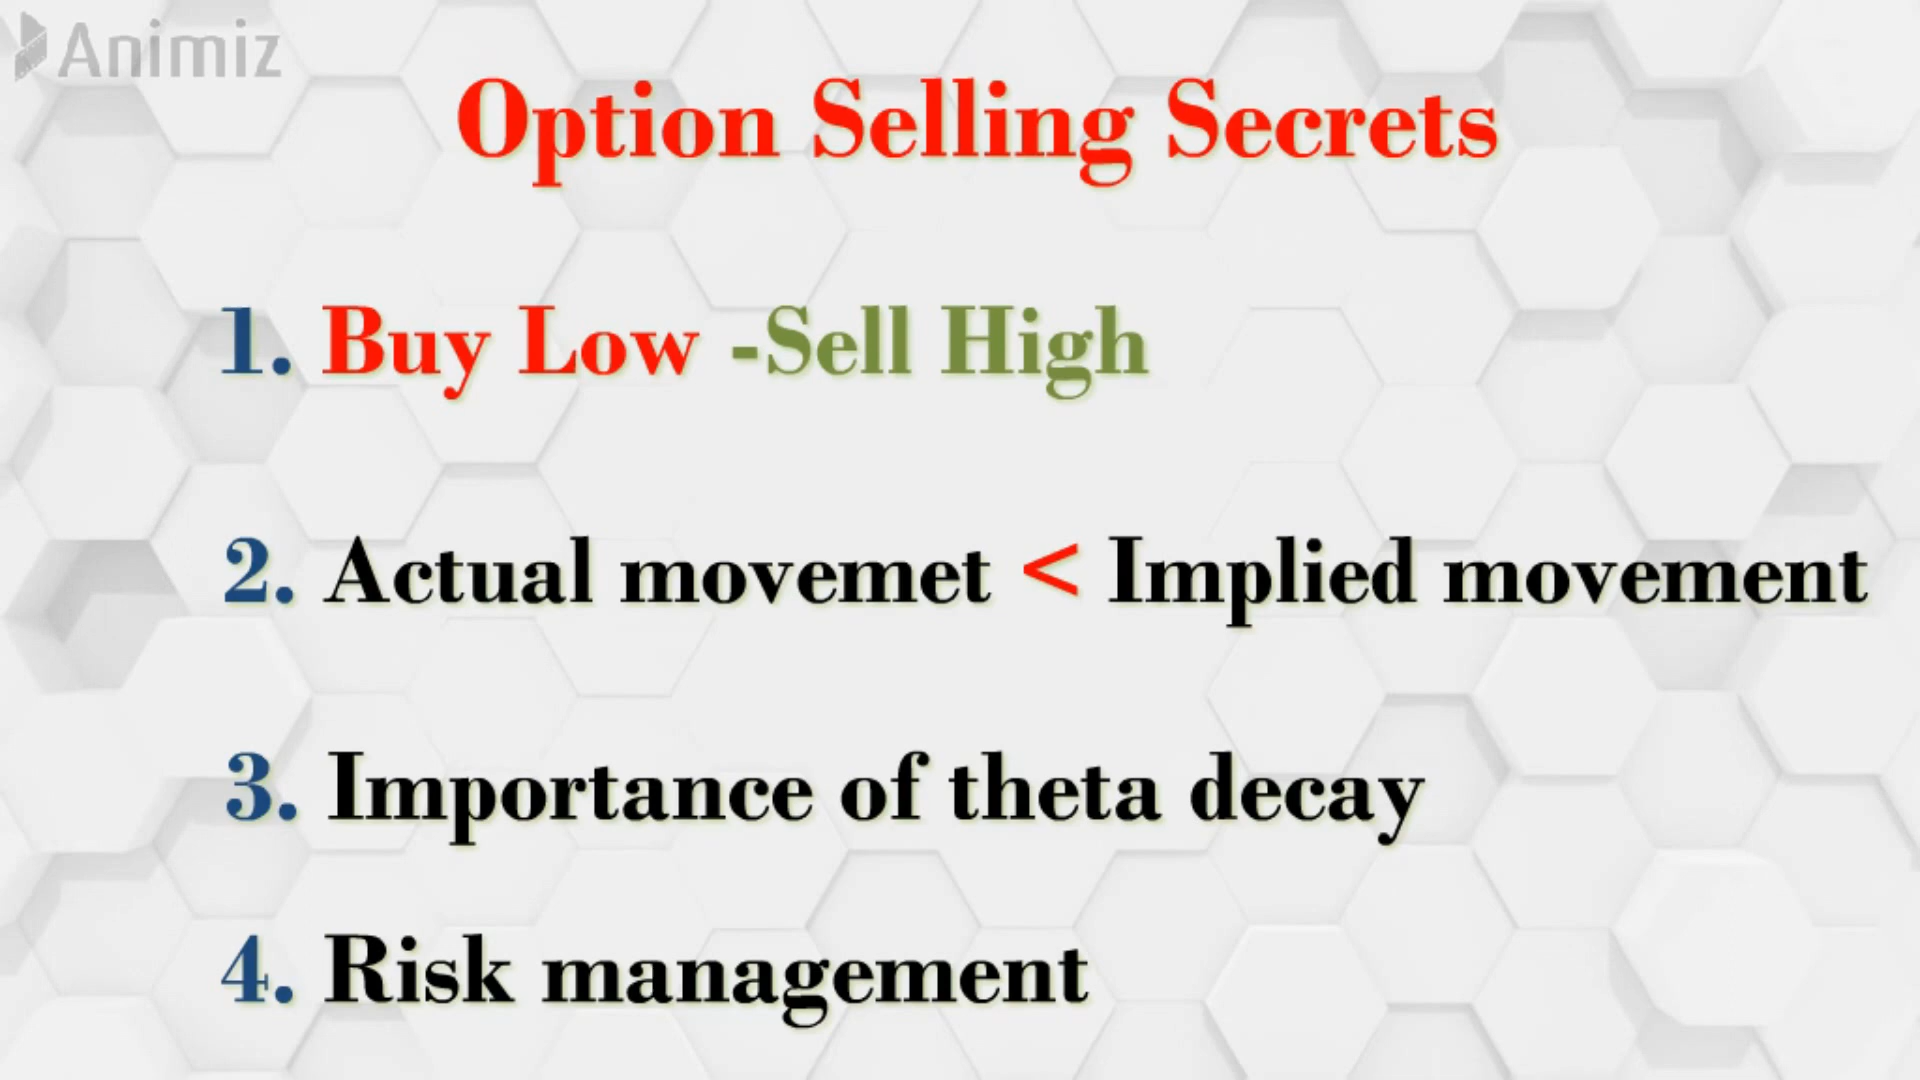 Animiz
Option Selling Secrets
1. Buy Low -Sell High
2. Actual movemet < Implied movement
3. Importance of theta decay
4. Risk management